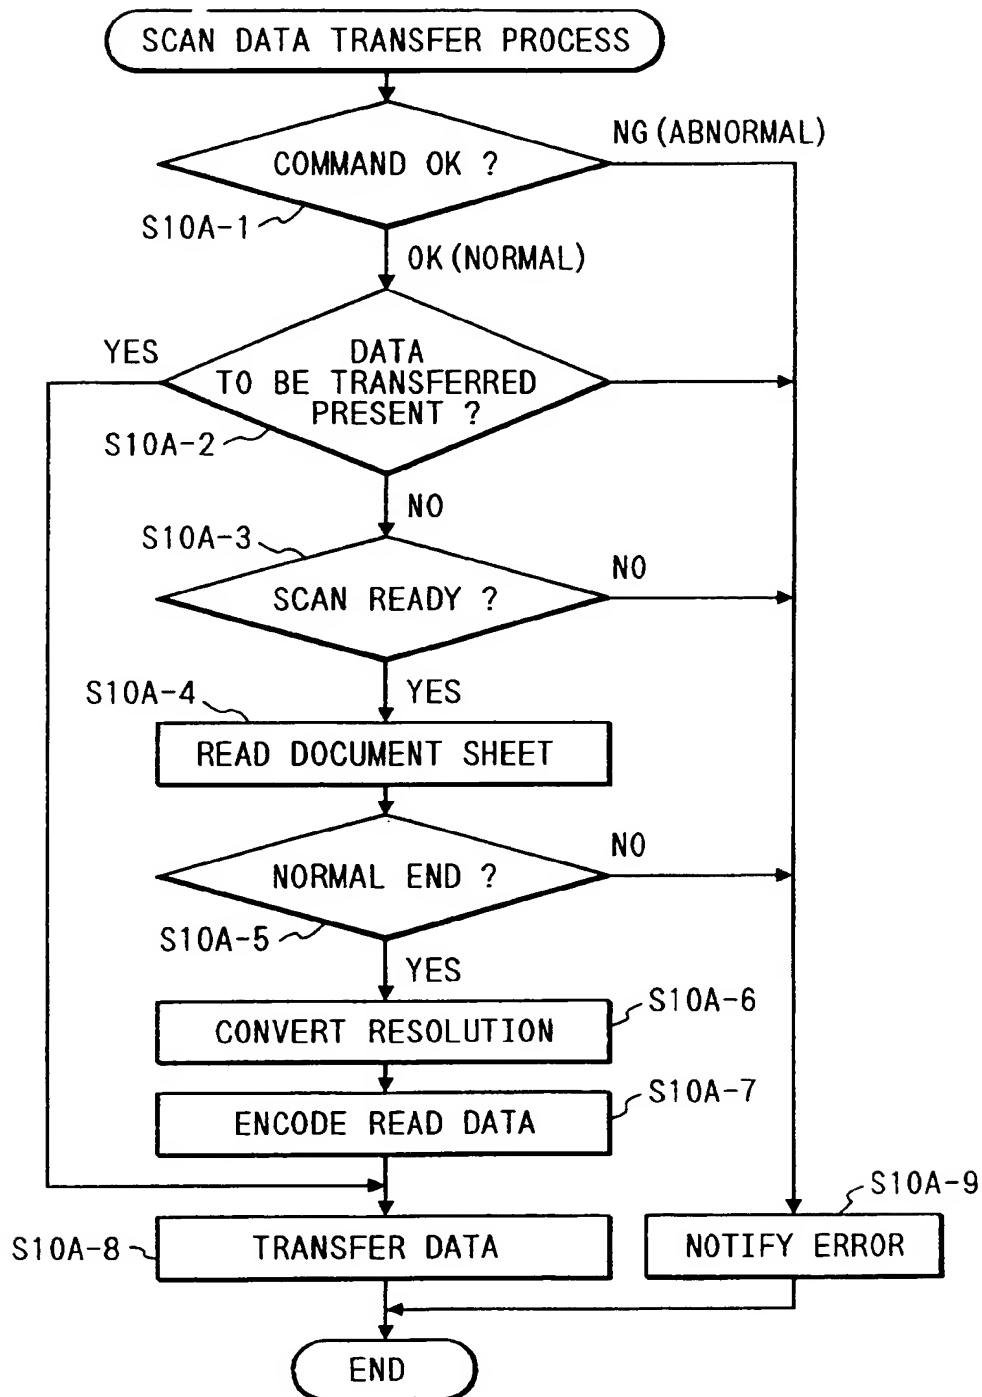 SCAN DATA TRANSFER PROCESS
NG (ABNORMAL)
COMMAND OK ?
S10A-1
OK (NORMAL)
YES
DATA
TO BE TRANSFERRED
PRESENT ?
S10A-2
NO
S10A-3
NO
SCAN READY ?
YES
S10A-4
READ DOCUMENT SHEET
NO
NORMAL END ?
S10A-5
YES
S10A-6
CONVERT RESOLUTION
S10A-7
ENCODE READ DATA
S10A-9
S10A-8
TRANSFER DATA
NOTIFY ERROR
END